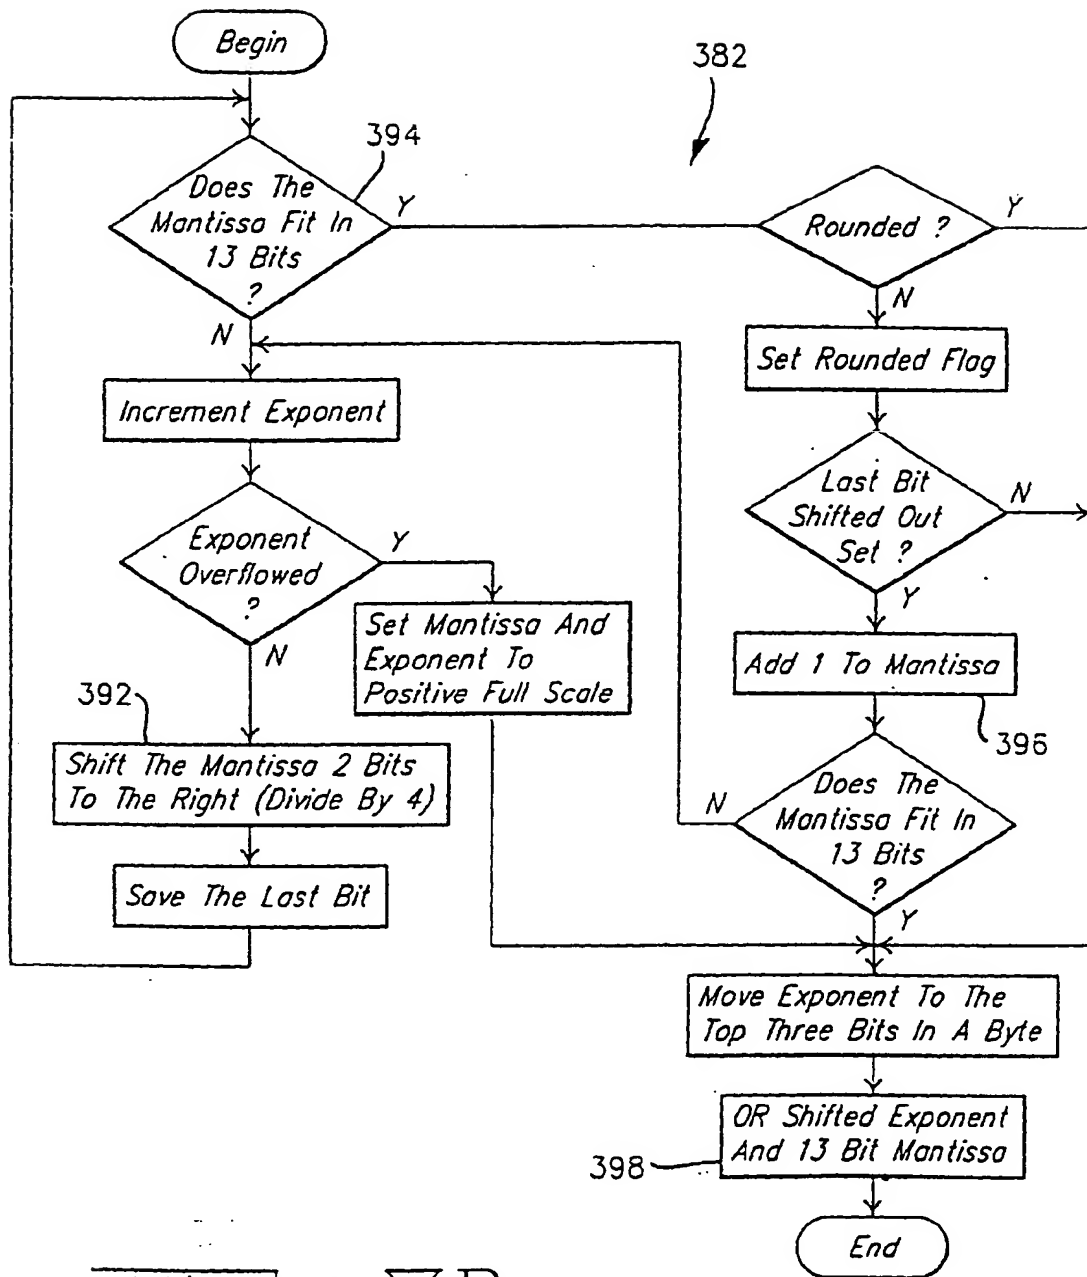 Begin
382
394
Does The
Mantissa Fit In
13 Bits
?
Y
N
Rounded ?
Y
N
Set Rounded Flag
Increment Exponent
Last Bit
Shifted Out
Set ?
N
Y
Exponent
Overflowed
?
Y
N
Set Mantissa And
Exponent To
Positive Full Scale
Add 1 To Mantissa
396
392
Shift The Mantissa 2 Bits
To The Right (Divide By 4)
Does The
Mantissa Fit In
13 Bits
?
N
Y
Save The Last Bit
Move Exponent To The
Top Three Bits In A Byte
OR Shifted Exponent
And 13 Bit Mantissa
398
End